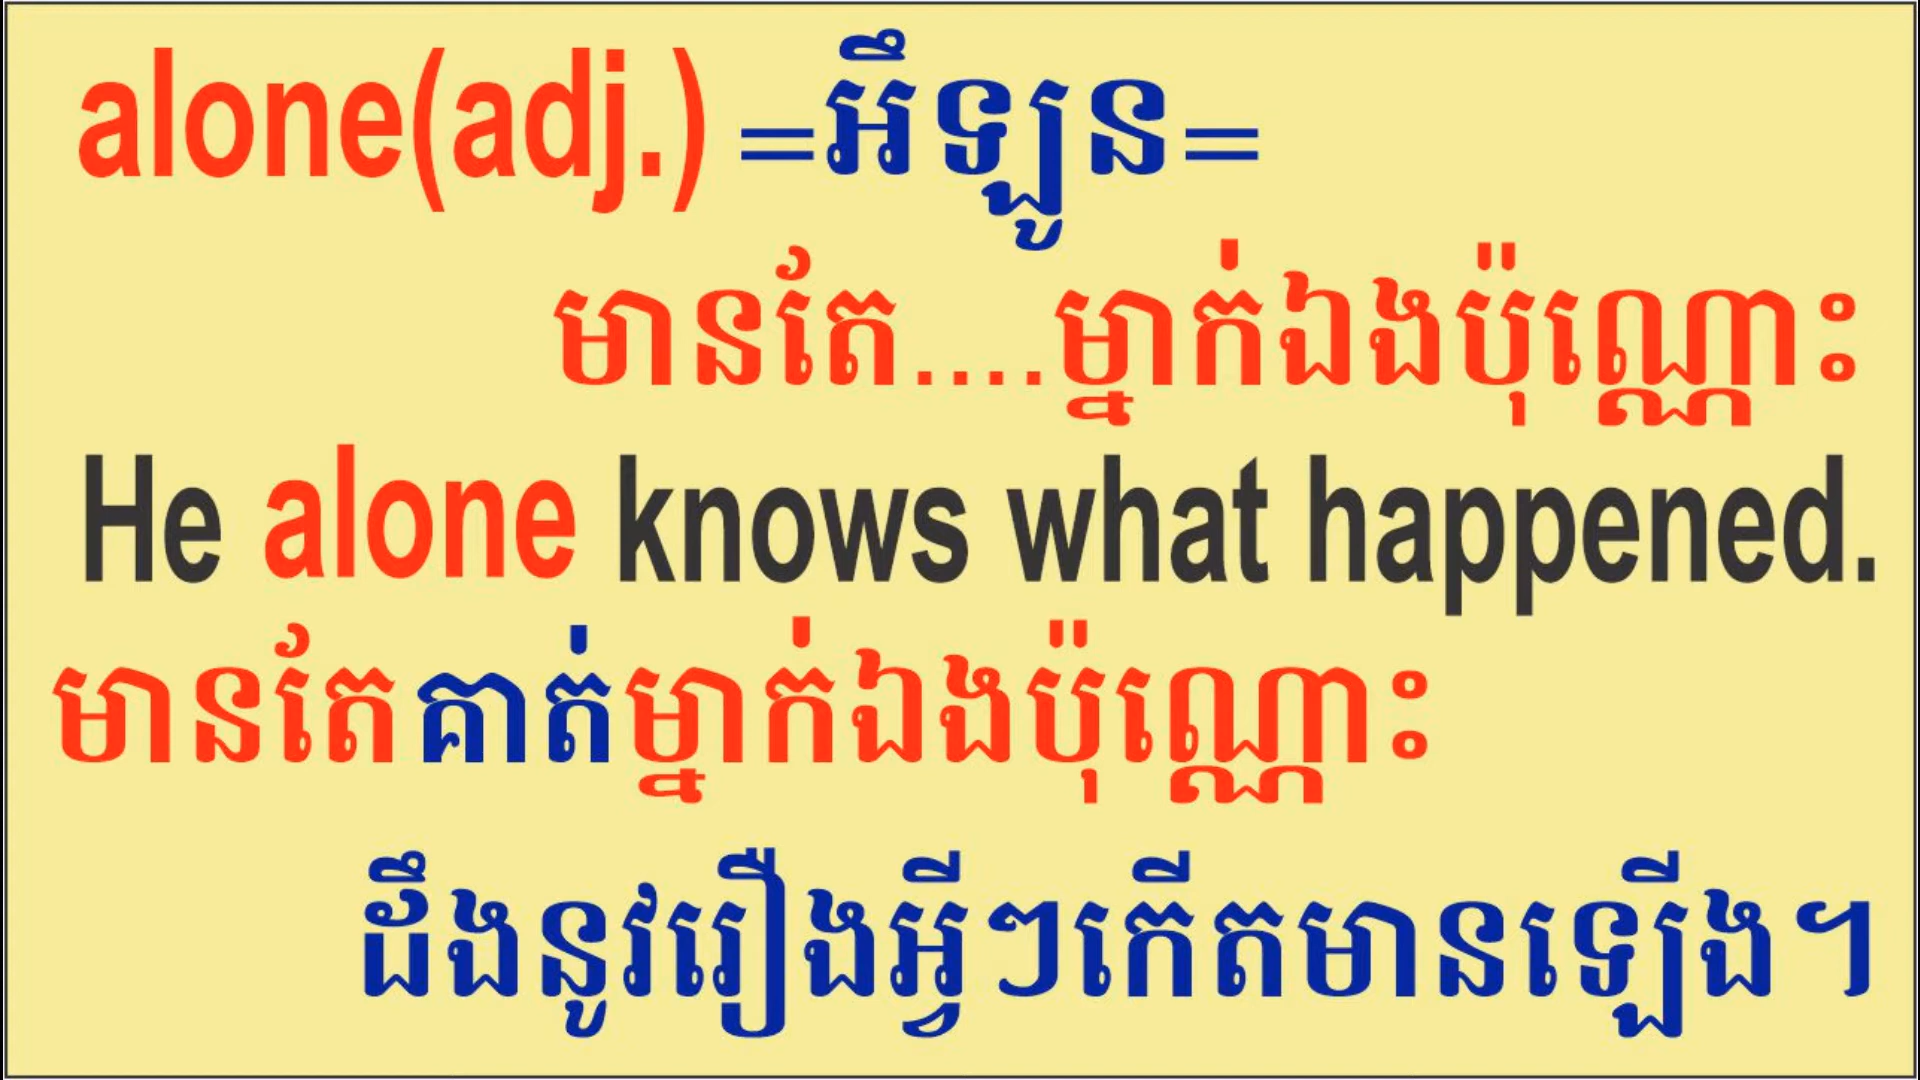 alone(adj.) =អឹឡូន=
មានតែ....ម្នាក់ឯងប៉ុណ្ណោះ
He alone knows what happened.
មានតែគាត់ម្នាក់ឯងប៉ុណ្ណោះ
ដឹងនូវរឿងអ្វីៗកើតមានឡើង។